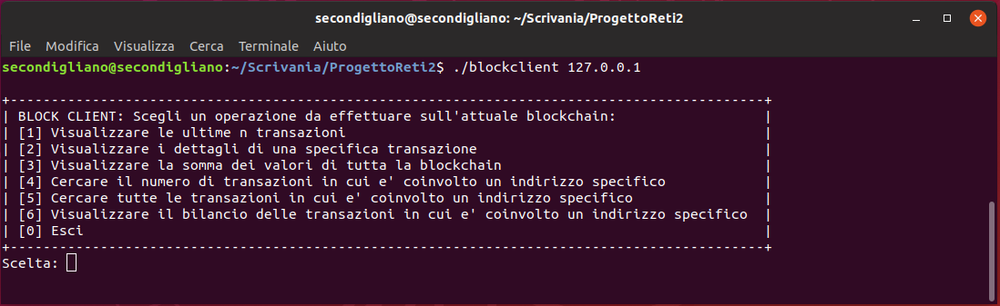 secondigliano@secondigliano: ~/Scrivania/ProgettoReti2
File Modifica Visualizza Cerca Terminale Aiuto
secondigliano@secondigliano:~/Scrivania/ProgettoReti2$ ./blockclient 127.0.0.1
+--------------------------------------------------------------------------------------------+
| BLOCK CLIENT: Scegli un operazione da effettuare sull'attuale blockchain:                  |
| [1] Visualizzare le ultime n transazioni                                                   |
| [2] Visualizzare i dettagli di una specifica transazione                                   |
| [3] Visualizzare la somma dei valori di tutta la blockchain                                |
| [4] Cercare il numero di transazioni in cui e' coinvolto un indirizzo specifico            |
| [5] Cercare tutte le transazioni in cui e' coinvolto un indirizzo specifico                |
| [6] Visualizzare il bilancio delle transazioni in cui e' coinvolto un indirizzo specifico  |
| [0] Esci                                                                                   |
+--------------------------------------------------------------------------------------------+
Scelta: